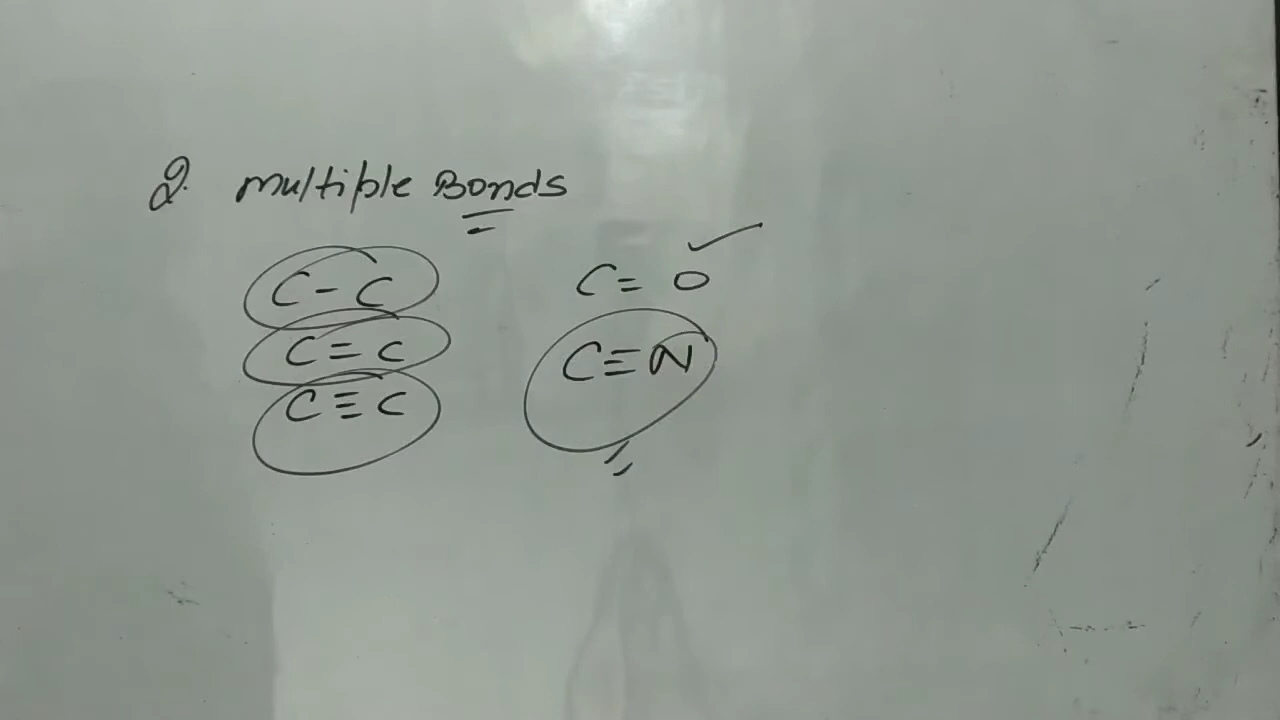 2. Multiple Bonds
C - C
C = C
C ≡ C
C = O
C ≡ N